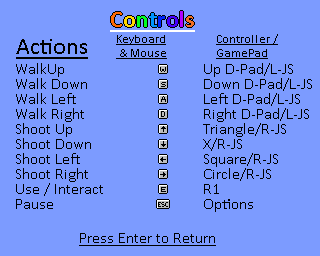 Controls
Actions Keyboard & Mouse Controller / GamePad
WalkUp W Up D-Pad/L-JS
Walk Down S Down D-Pad/L-JS
Walk Left A Left D-Pad/L-JS
Walk Right D Right D-Pad/L-JS
Shoot Up ↑ Triangle/R-JS
Shoot Down ↓ X/R-JS
Shoot Left ← Square/R-JS
Shoot Right → Circle/R-JS
Use / Interact E R1
Pause ESC Options
Press Enter to Return